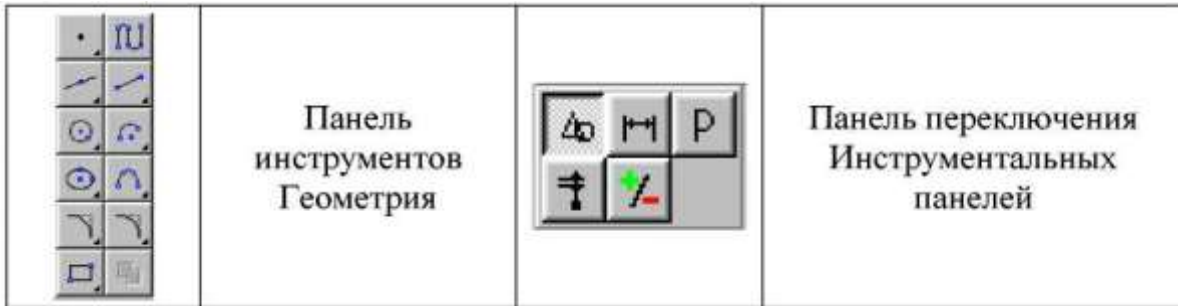 Панель
инструментов
Геометрия
P
Панель переключения
Инструментальных
панелей